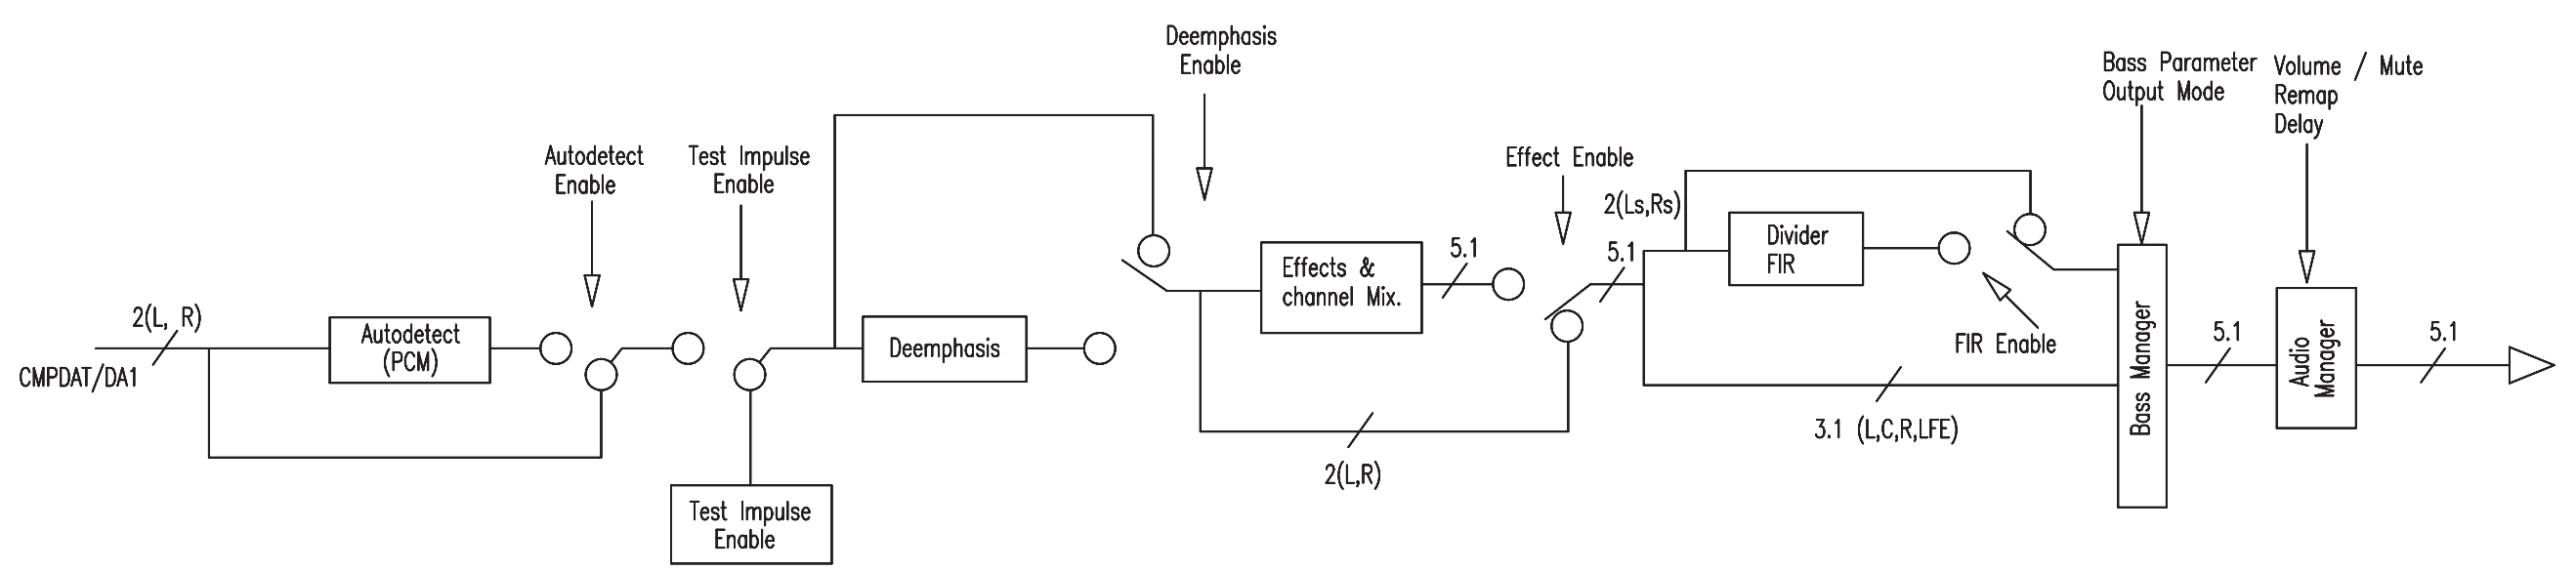 Deemphasis
Enable
Bass Parameter
Output Mode
Volume / Mute
Remap
Delay
Autodetect
Enable
Test Impulse
Enable
Effect Enable
2(Ls,Rs)
Divider
FIR
5.1
5.1
Effects &
channel Mix.
2(L, R)
Autodetect
(PCM)
CMPDAT/DA1
Deemphasis
FIR Enable
Bass Manager
5.1
Audio
Manager
5.1
3.1 (L,C,R,LFE)
2(L,R)
Test Impulse
Enable